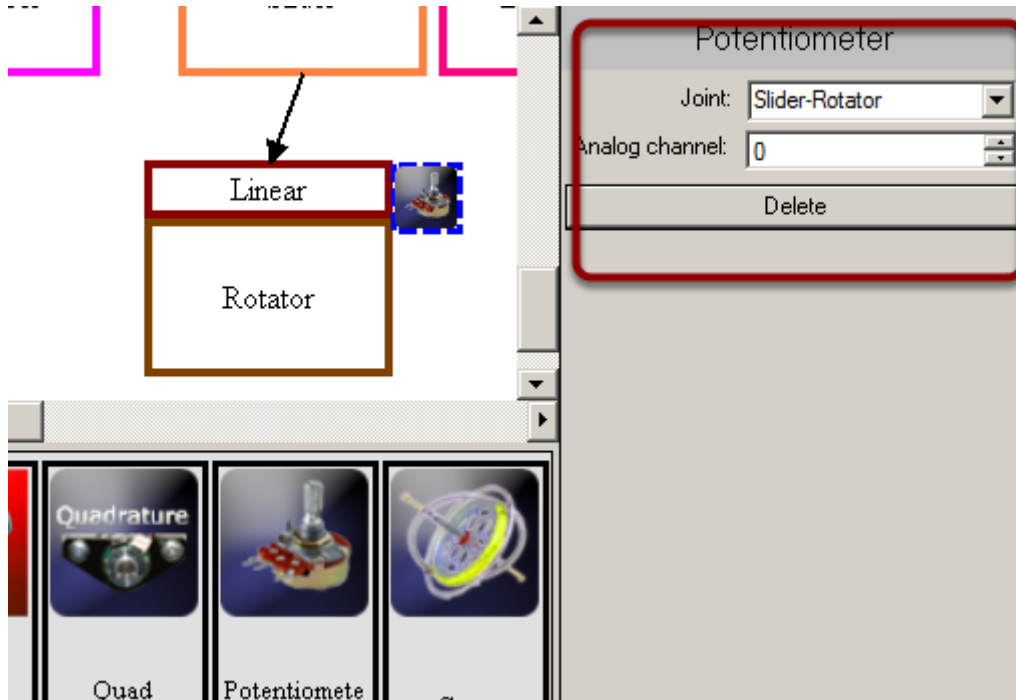 Potentiometer
Joint:
Slider-Rotator
Analog channel:
0
Delete
Linear
Rotator
Quadrature
Quad
Potentiomete